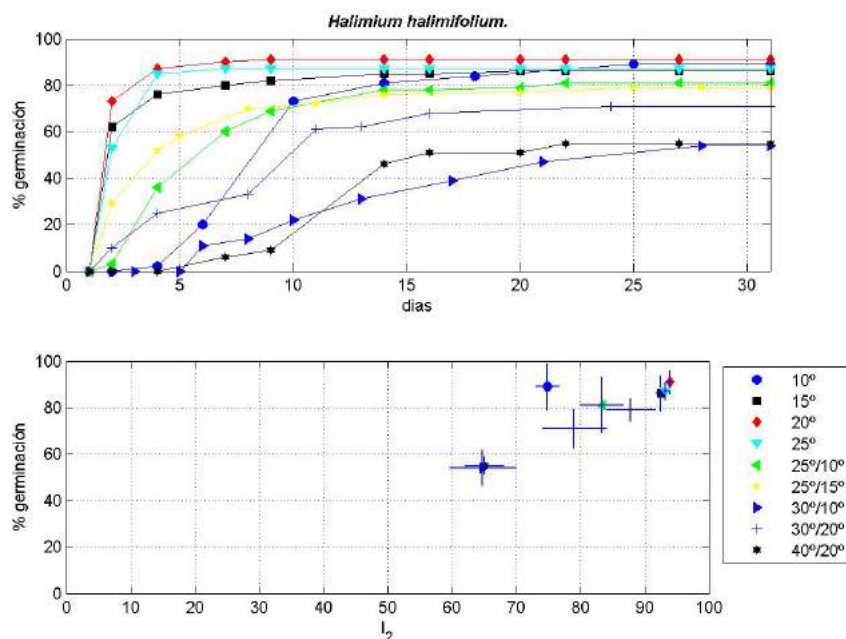 Halimium halimifolium.
% germinación
100
80
60
40
20
0
0 5 10 15 20 25 30
dias
% germinación
100
80
60
40
20
0
0 10 20 30 40 50 60 70 80 90 100
I₂
10º
15º
20º
25º
25º/10º
25º/15º
30º/10º
30º/20º
40º/20º